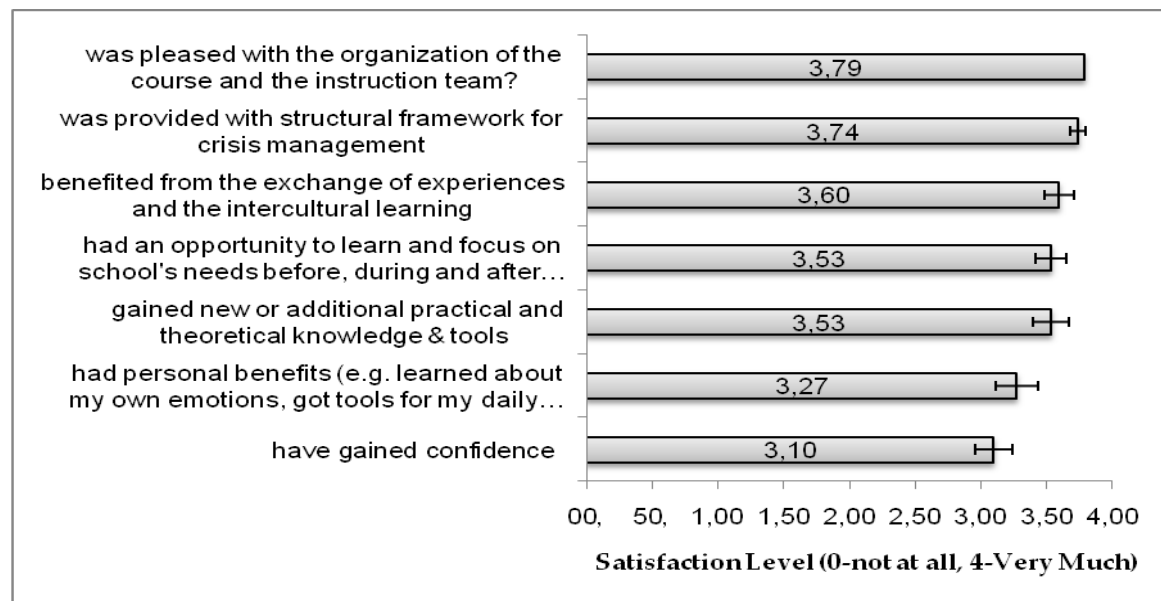 was pleased with the organization of the
course and the instruction team?
3,79
was provided with structural framework for
crisis management
3,74
benefited from the exchange of experiences
and the intercultural learning
3,60
had an opportunity to learn and focus on
school's needs before, during and after…
3,53
gained new or additional practical and
theoretical knowledge & tools
3,53
had personal benefits (e.g. learned about
my own emotions, got tools for my daily…
3,27
have gained confidence
3,10
00, 50, 1,00 1,50 2,00 2,50 3,00 3,50 4,00
Satisfaction Level (0-not at all, 4-Very Much)